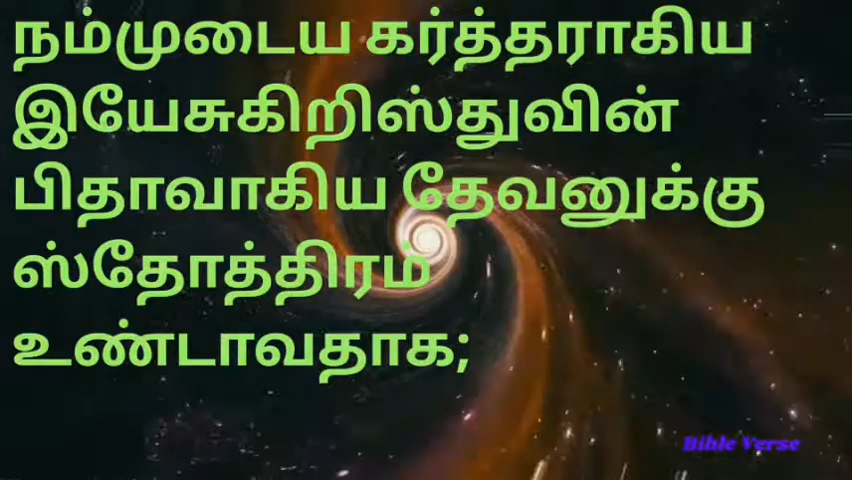 நம்முடைய கர்த்தராகிய
இயேசுகிறிஸ்துவின்
பிதாவாகிய தேவனுக்கு
ஸ்தோத்திரம்
உண்டாவதாக;
Bible Verse